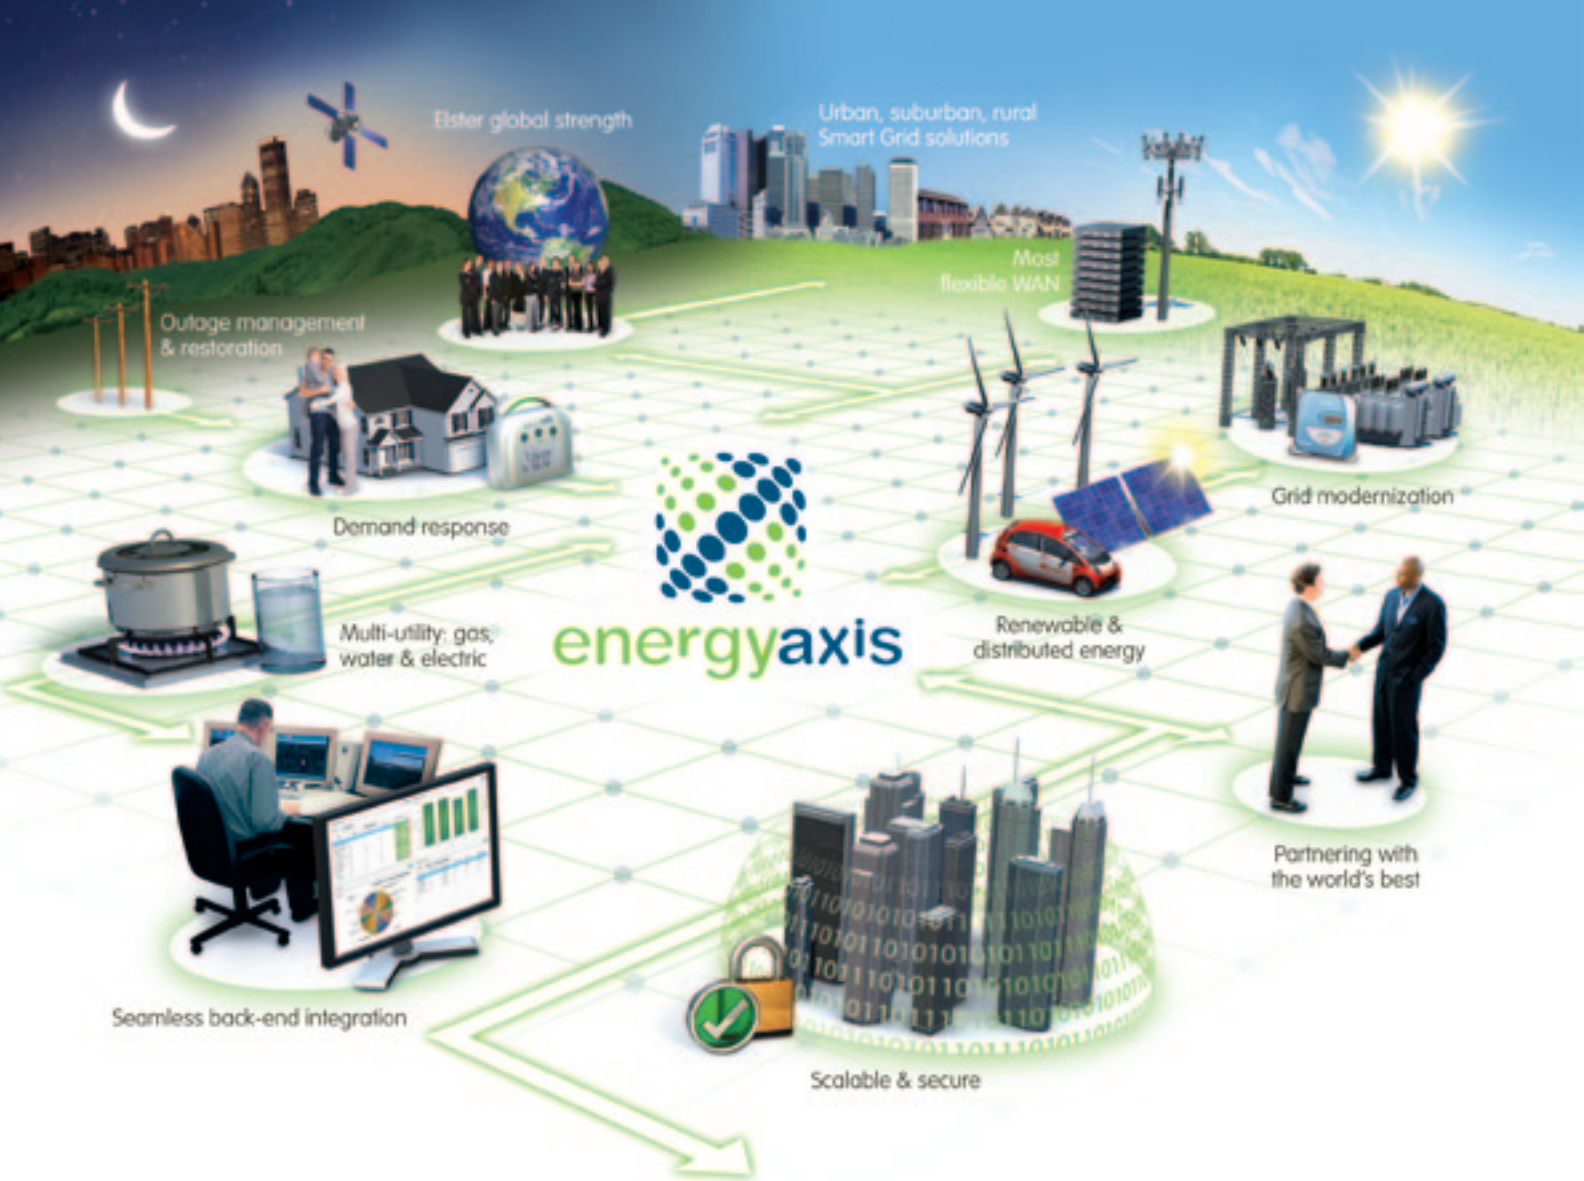 Elster global strength
Urban, suburban, rural
Smart Grid solutions
Most
flexible WAN
Outage management
& restoration
Grid modernization
Demand response
Multi-utility: gas,
water & electric
energyaxis
Renewable &
distributed energy
Partnering with
the world's best
Seamless back-end integration
Scalable & secure